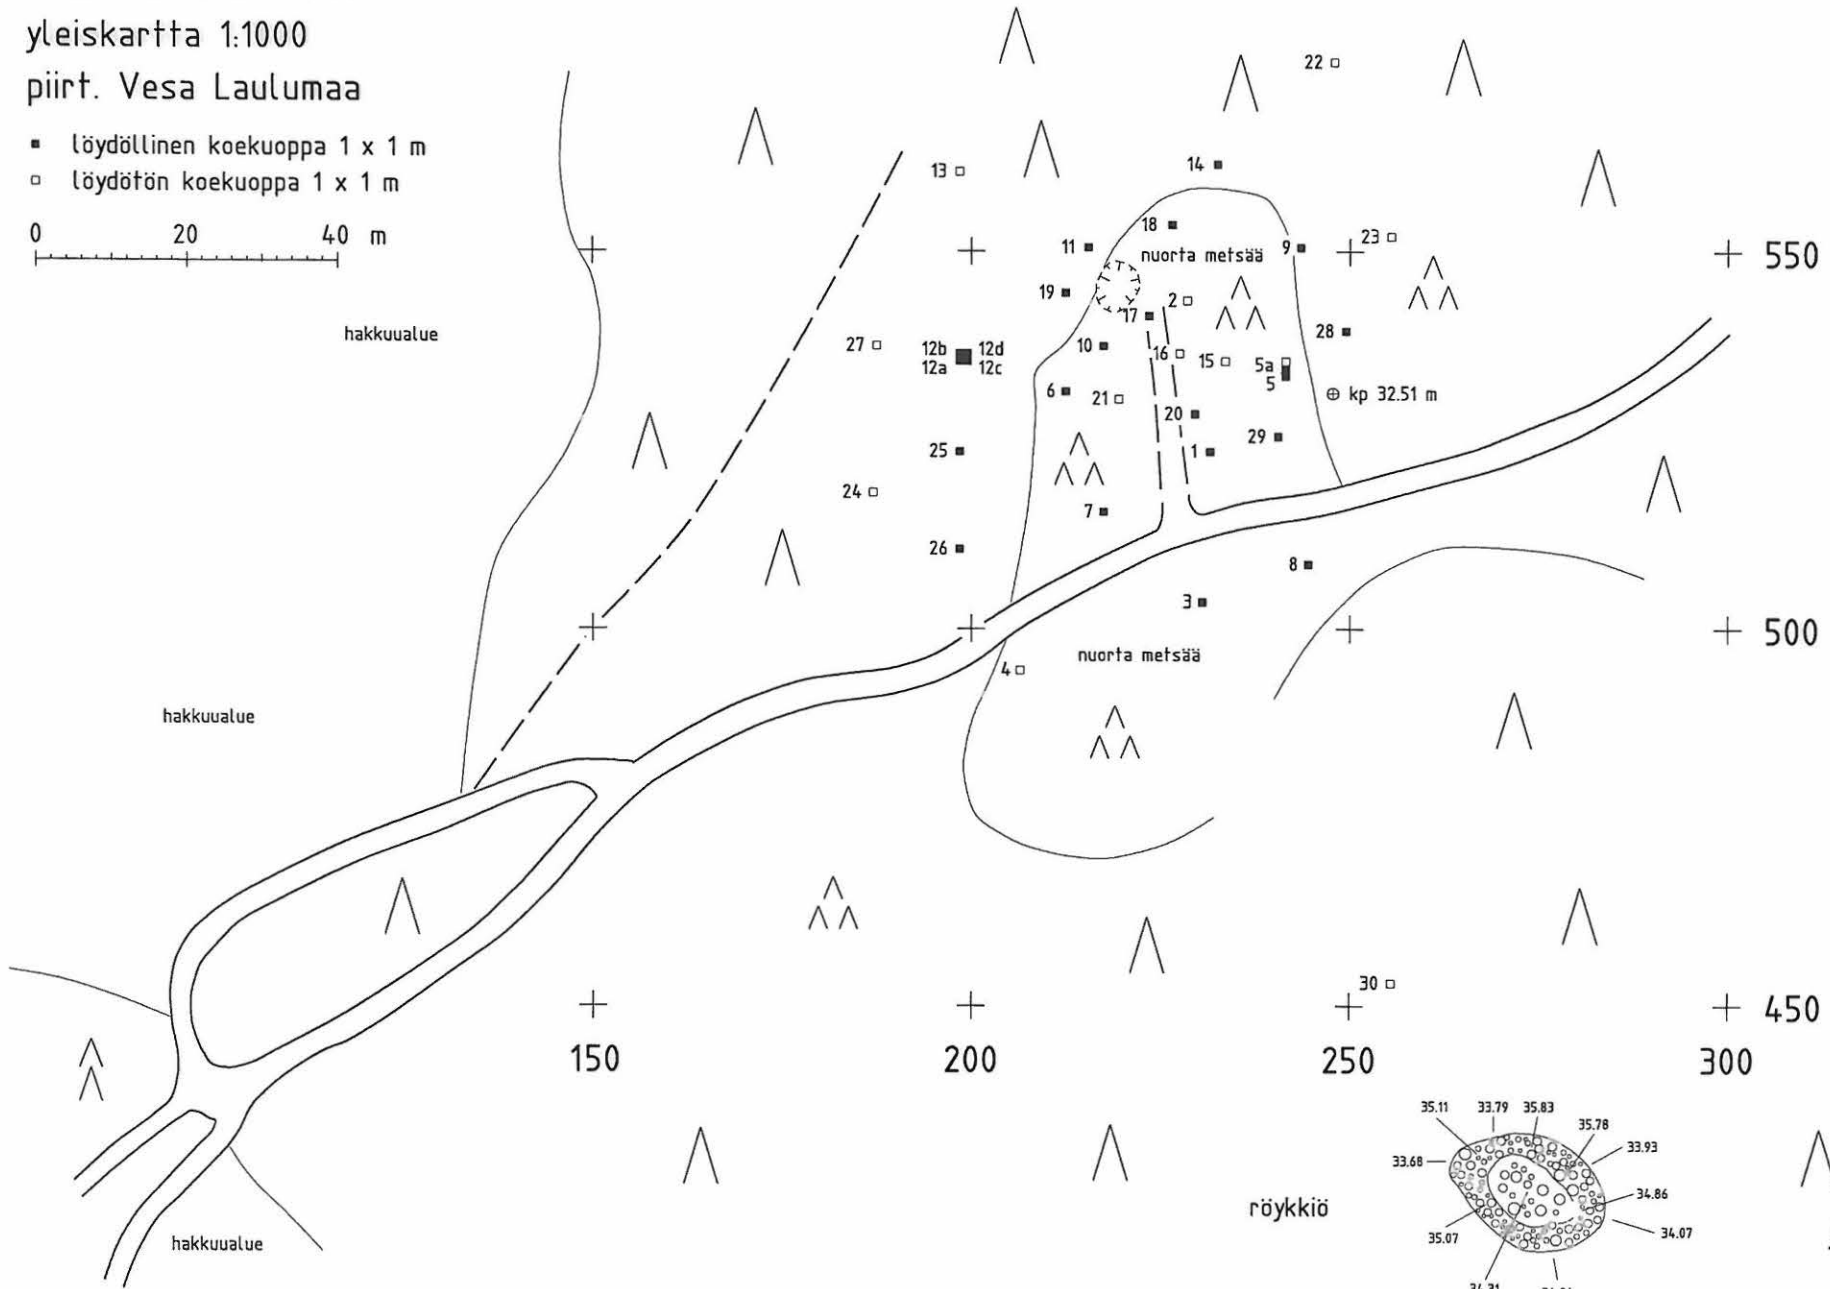 yleiskartta 1:1000
piirt. Vesa Laulumaa
löydöllinen koekuoppa 1 x 1 m
löydötön koekuoppa 1 x 1 m
0 20 40 m
22
13
14
18
11
9
23
nuorta metsää
550
19
2
17
28
hakkuualue
27
12b 12d
12a 12c
10
16
15
5a
5
6
21
kp 32.51 m
20
29
25
1
24
7
26
8
3
500
nuorta metsää
4
hakkuualue
30
450
150 200 250 300
35.11 33.79 35.83
35.78
33.93
33.68
34.86
röykkiö
35.07
34.07
hakkuualue